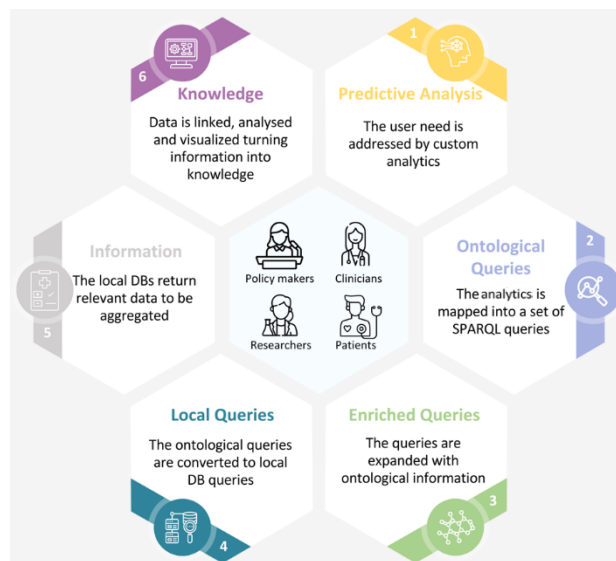 1
Predictive Analysis
The user need is
addressed by custom
analytics
2
Ontological
Queries
The analytics is
mapped into a set of
SPARQL queries
3
Enriched Queries
The queries are
expanded with
ontological information
4
Local Queries
The ontological queries
are converted to local
DB queries
5
Information
The local DBs return
relevant data to be
aggregated
6
Knowledge
Data is linked, analysed
and visualized turning
information into
knowledge
Policy makers
Clinicians
Researchers
Patients